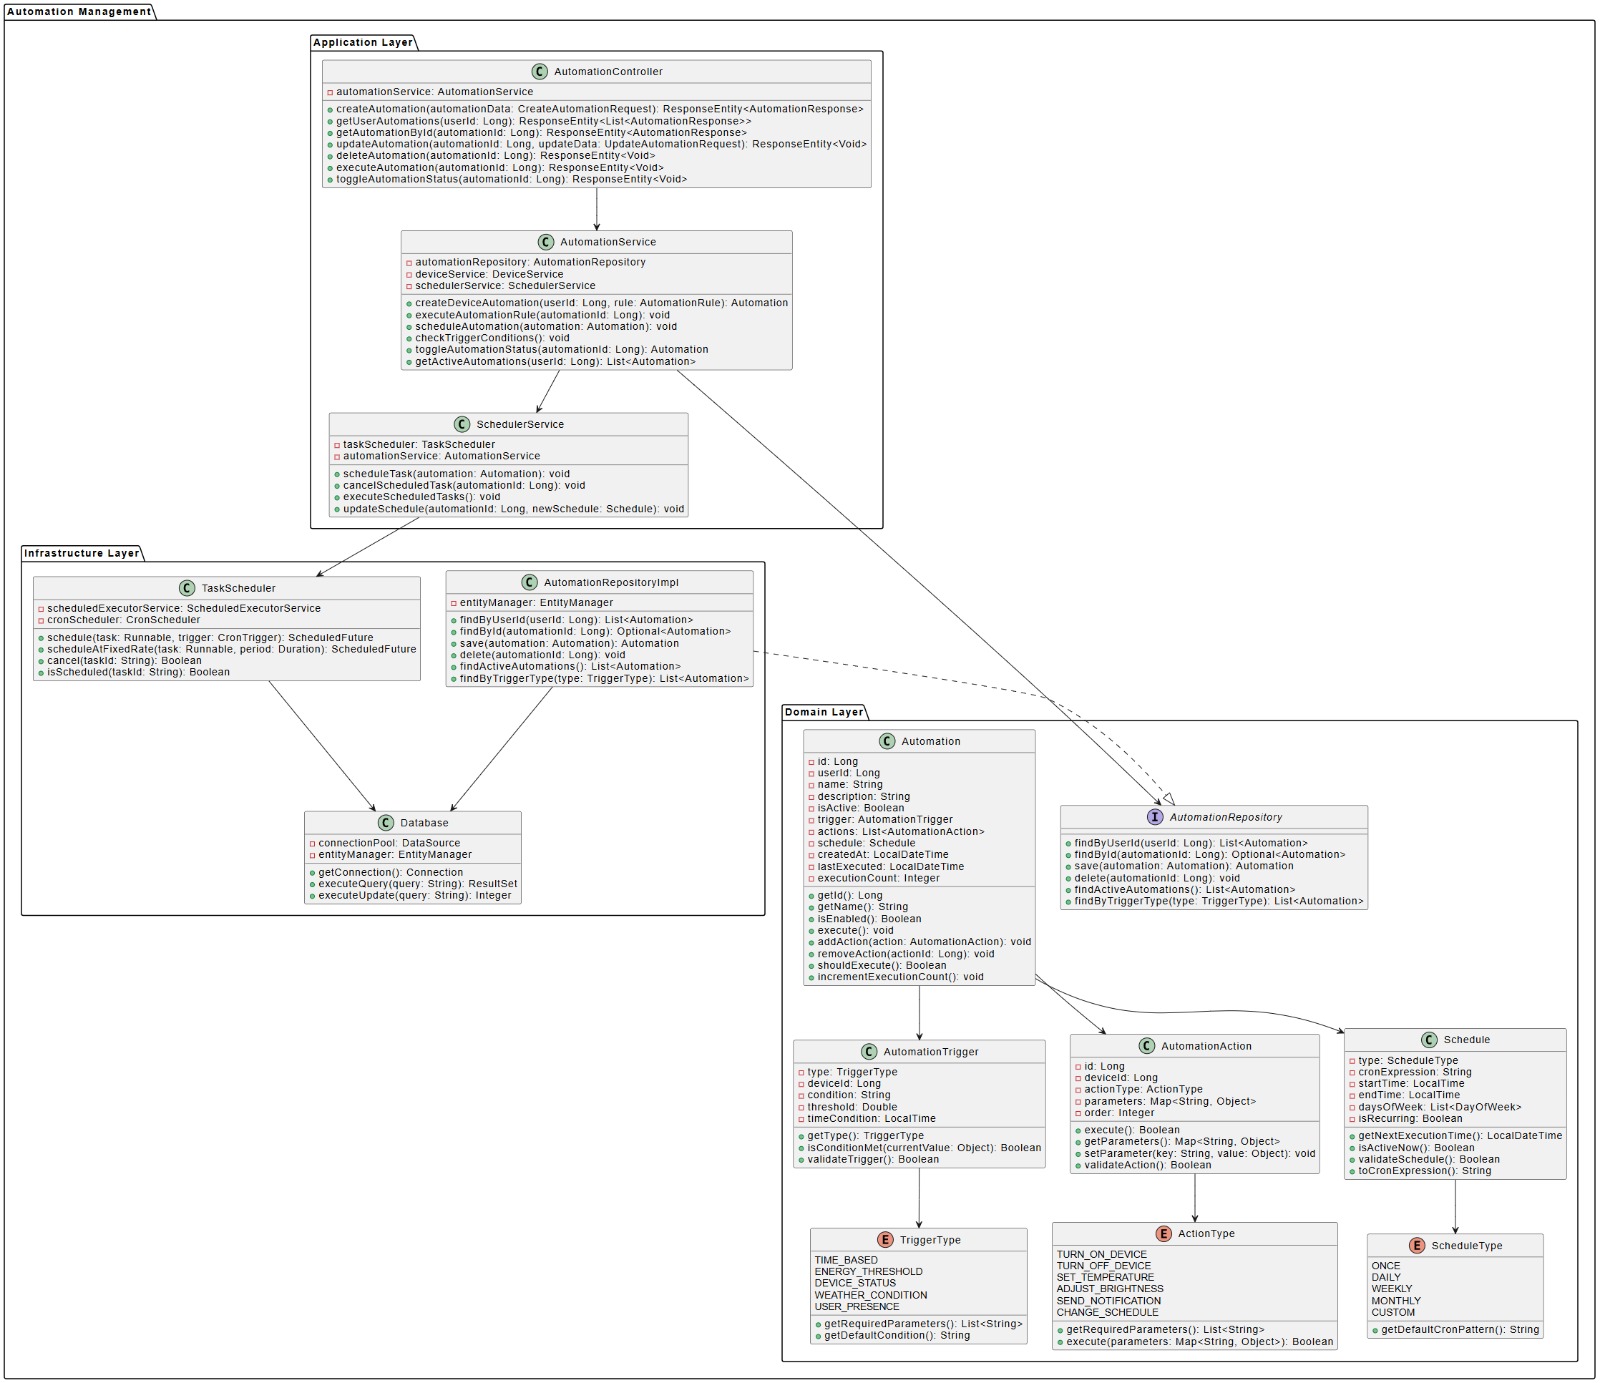 Automation Management
Application Layer
C AutomationController
automationService: AutomationService
createAutomation(automationData: CreateAutomationRequest): ResponseEntity<AutomationResponse>
getUserAutomations(userId: Long): ResponseEntity<List<AutomationResponse>>
getAutomationById(automationId: Long): ResponseEntity<AutomationResponse>
updateAutomation(automationId: Long, updateData: UpdateAutomationRequest): ResponseEntity<Void>
deleteAutomation(automationId: Long): ResponseEntity<Void>
executeAutomation(automationId: Long): ResponseEntity<Void>
toggleAutomationStatus(automationId: Long): ResponseEntity<Void>
C AutomationService
automationRepository: AutomationRepository
deviceService: DeviceService
schedulerService: SchedulerService
createDeviceAutomation(userId: Long, rule: AutomationRule): Automation
executeAutomationRule(automationId: Long): void
scheduleAutomation(automation: Automation): void
checkTriggerConditions(): void
toggleAutomationStatus(automationId: Long): Automation
getActiveAutomations(userId: Long): List<Automation>
C SchedulerService
taskScheduler: TaskScheduler
automationService: AutomationService
scheduleTask(automation: Automation): void
cancelScheduledTask(automationId: Long): void
executeScheduledTasks(): void
updateSchedule(automationId: Long, newSchedule: Schedule): void
Infrastructure Layer
C TaskScheduler
scheduledExecutorService: ScheduledExecutorService
cronScheduler: CronScheduler
schedule(task: Runnable, trigger: CronTrigger): ScheduledFuture
scheduleAtFixedRate(task: Runnable, period: Duration): ScheduledFuture
cancel(taskId: String): Boolean
isScheduled(taskId: String): Boolean
C AutomationRepositoryImpl
entityManager: EntityManager
findByUserId(userId: Long): List<Automation>
findById(automationId: Long): Optional<Automation>
save(automation: Automation): Automation
delete(automationId: Long): void
findActiveAutomations(): List<Automation>
findByTriggerType(type: TriggerType): List<Automation>
C Database
connectionPool: DataSource
entityManager: EntityManager
getConnection(): Connection
executeQuery(query: String): ResultSet
executeUpdate(query: String): Integer
Domain Layer
C Automation
id: Long
userId: Long
name: String
description: String
isActive: Boolean
trigger: AutomationTrigger
actions: List<AutomationAction>
schedule: Schedule
createdAt: LocalDateTime
lastExecuted: LocalDateTime
executionCount: Integer
getId(): Long
getName(): String
isEnabled(): Boolean
execute(): void
addAction(action: AutomationAction): void
removeAction(actionId: Long): void
shouldExecute(): Boolean
incrementExecutionCount(): void
I AutomationRepository
findByUserId(userId: Long): List<Automation>
findById(automationId: Long): Optional<Automation>
save(automation: Automation): Automation
delete(automationId: Long): void
findActiveAutomations(): List<Automation>
findByTriggerType(type: TriggerType): List<Automation>
C AutomationTrigger
type: TriggerType
deviceId: Long
condition: String
threshold: Double
timeCondition: LocalTime
getType(): TriggerType
isConditionMet(currentValue: Object): Boolean
validateTrigger(): Boolean
C AutomationAction
id: Long
deviceId: Long
actionType: ActionType
parameters: Map<String, Object>
order: Integer
execute(): Boolean
getParameters(): Map<String, Object>
setParameter(key: String, value: Object): void
validateAction(): Boolean
C Schedule
type: ScheduleType
cronExpression: String
startTime: LocalTime
endTime: LocalTime
daysOfWeek: List<DayOfWeek>
isRecurring: Boolean
getNextExecutionTime(): LocalDateTime
isActiveNow(): Boolean
validateSchedule(): Boolean
toCronExpression(): String
E TriggerType
TIME_BASED
ENERGY_THRESHOLD
DEVICE_STATUS
WEATHER_CONDITION
USER_PRESENCE
getRequiredParameters(): List<String>
getDefaultCondition(): String
E ActionType
TURN_ON_DEVICE
TURN_OFF_DEVICE
SET_TEMPERATURE
ADJUST_BRIGHTNESS
SEND_NOTIFICATION
CHANGE_SCHEDULE
getRequiredParameters(): List<String>
execute(parameters: Map<String, Object>): Boolean
E ScheduleType
ONCE
DAILY
WEEKLY
MONTHLY
CUSTOM
getDefaultCronPattern(): String